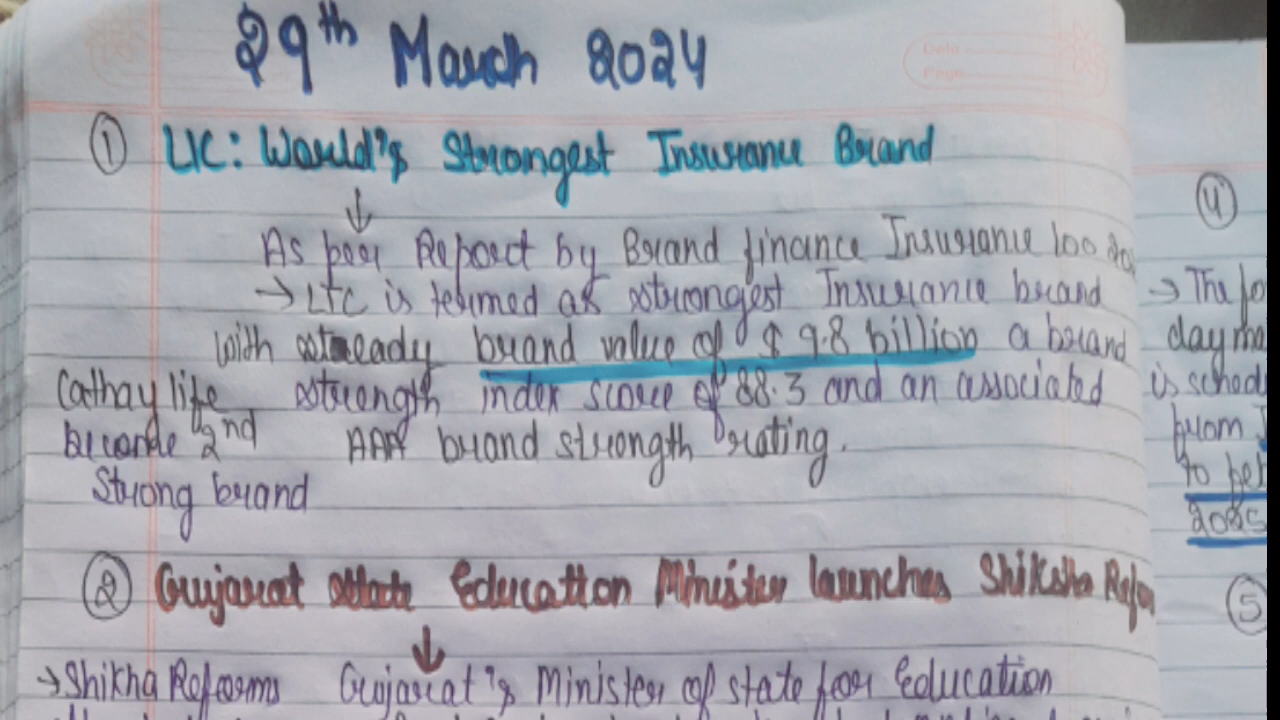 29th March 2024
① LIC: World's Strongest Insurance Brand
↓
As per Report by Brand finance Insurance 100
→ LIC is termed as strongest Insurance brand
with steady brand value of $ 9.8 billion a brand
strength index score of 88.3 and an associated
AAA brand strength rating.
Cathay life
become 2nd
Strong brand
② Gujarat state Education Minister launches Shiksha
↓
→ Shikha Reforms
Gujarat's Minister of state for Education
④
→ The
day
is
from
to
2025
⑤
Date
Page